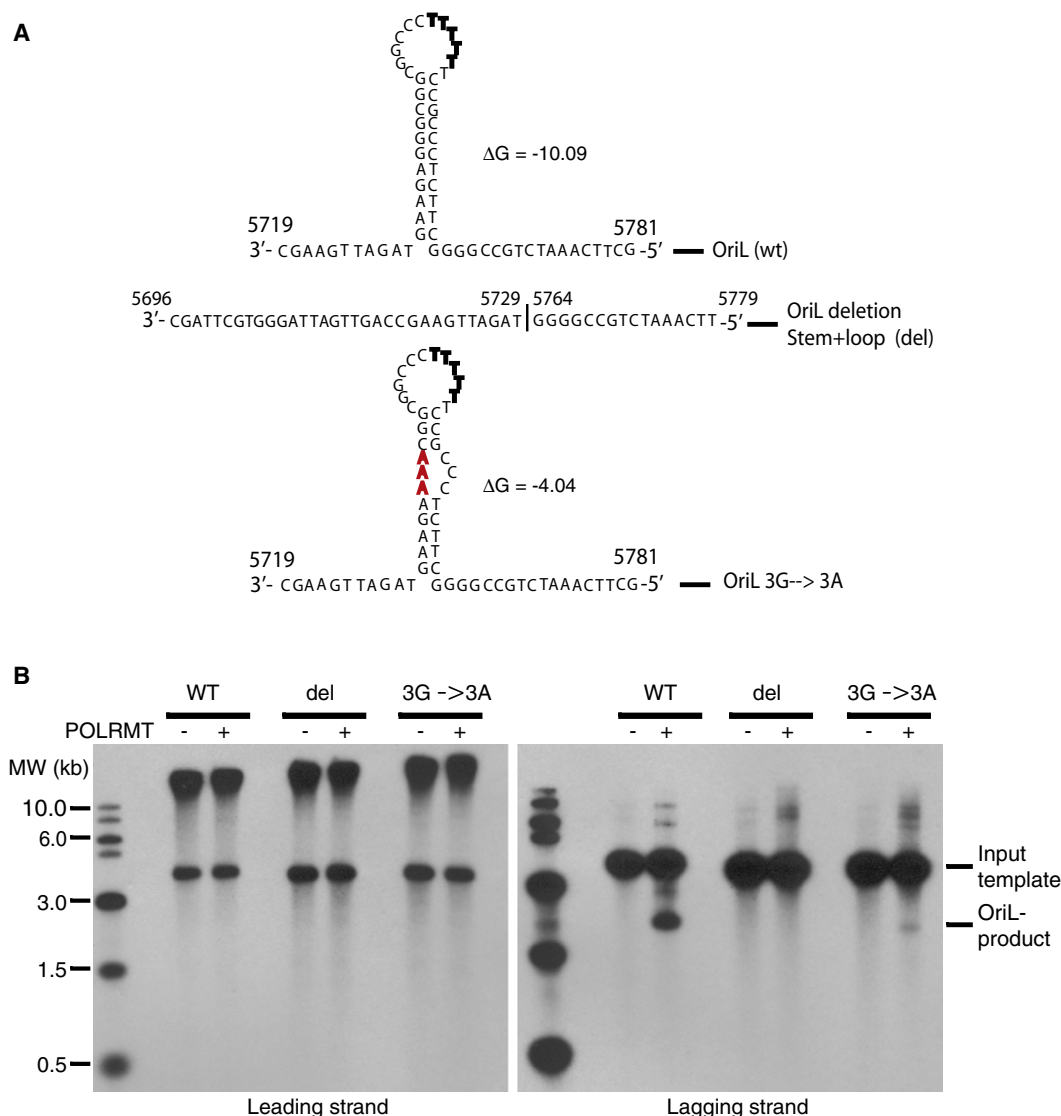 A
C C C T T T T T T C
G G C G
G G C G G G A G A A G
C G C C C T C T T C
ΔG = -10.09
5719 5781
3′- CGAAGTTAGAT GGGGCCGTCTAAACTTCG -5′ OriL (wt)
5696 5729 5764 5779
3′- CGATTCGTGGGATTAGTTGACCGAAGTTAGAT GGGGCCGTCTAAACTT -5′ OriL deletion
Stem+loop (del)
ΔG = -4.04
5719 5781
3′- CGAAGTTAGAT GGGGCCGTCTAAACTTCG -5′ OriL 3G--> 3A
B
WT del 3G ->3A WT del 3G ->3A
POLRMT - + - + - + - + - + - +
MW (kb)
10.0
6.0
3.0
1.5
0.5
Input
template
OriL-
product
Leading strand Lagging strand